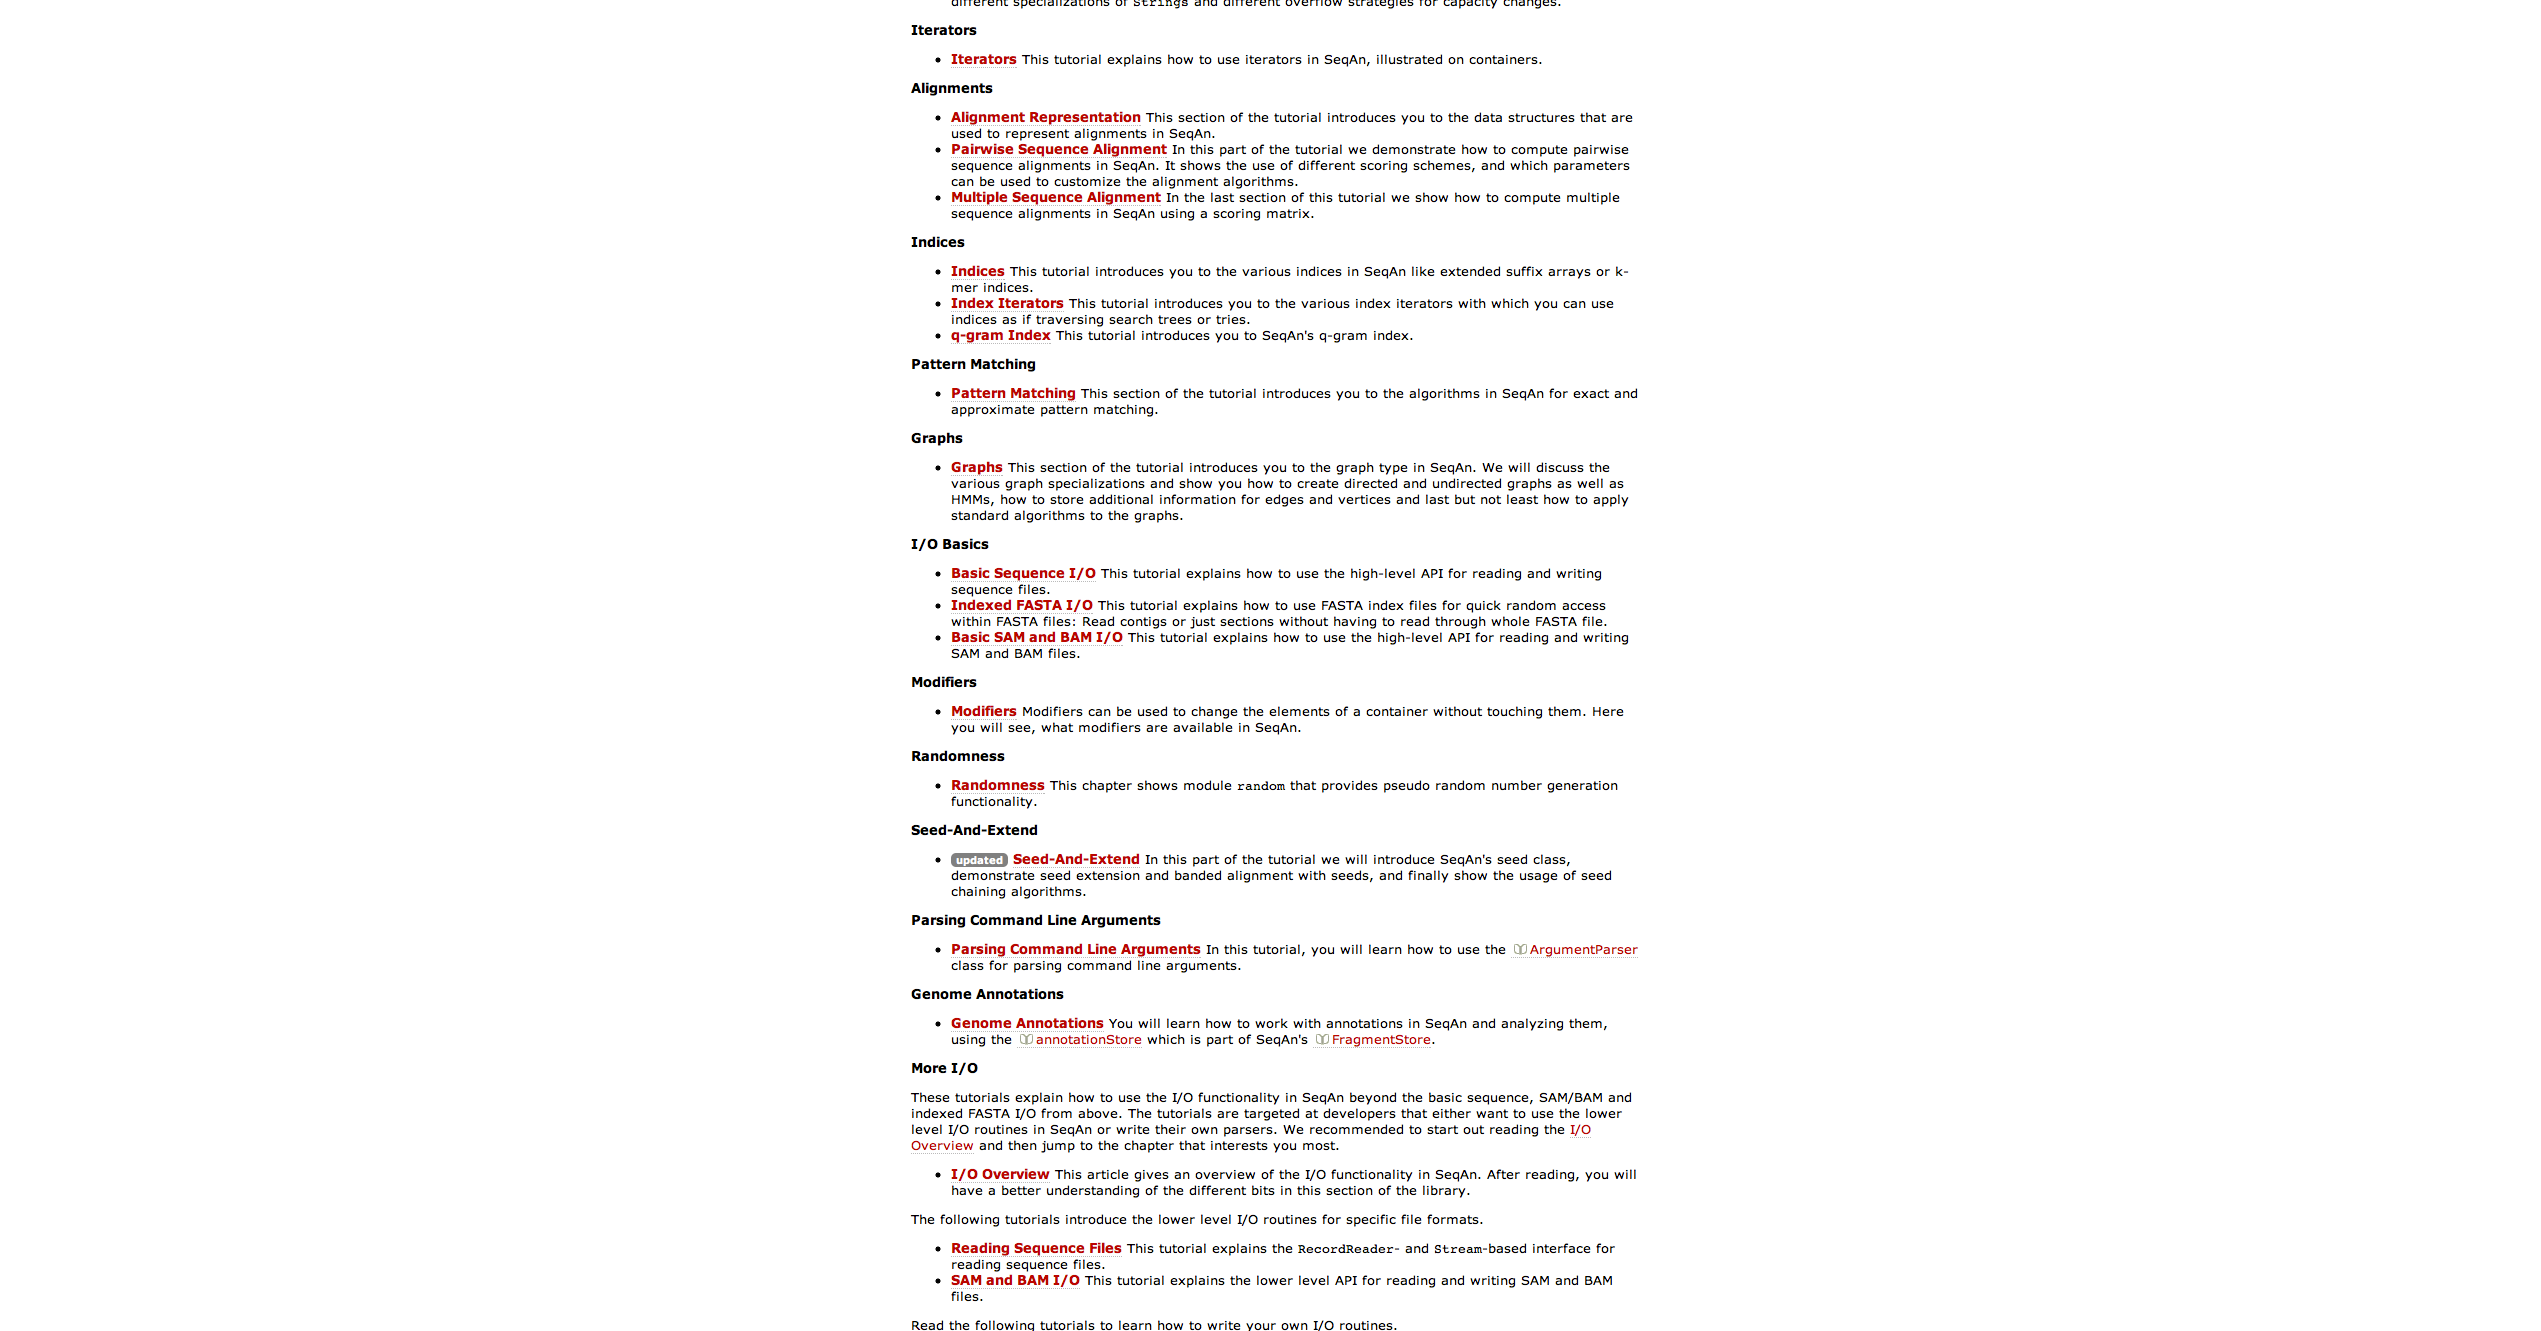 different specializations of Strings and different overflow strategies for capacity changes.
Iterators
• Iterators This tutorial explains how to use iterators in SeqAn, illustrated on containers.
Alignments
• Alignment Representation This section of the tutorial introduces you to the data structures that are
used to represent alignments in SeqAn.
• Pairwise Sequence Alignment In this part of the tutorial we demonstrate how to compute pairwise
sequence alignments in SeqAn. It shows the use of different scoring schemes, and which parameters
can be used to customize the alignment algorithms.
• Multiple Sequence Alignment In the last section of this tutorial we show how to compute multiple
sequence alignments in SeqAn using a scoring matrix.
Indices
• Indices This tutorial introduces you to the various indices in SeqAn like extended suffix arrays or k-
mer indices.
• Index Iterators This tutorial introduces you to the various index iterators with which you can use
indices as if traversing search trees or tries.
• q-gram Index This tutorial introduces you to SeqAn's q-gram index.
Pattern Matching
• Pattern Matching This section of the tutorial introduces you to the algorithms in SeqAn for exact and
approximate pattern matching.
Graphs
• Graphs This section of the tutorial introduces you to the graph type in SeqAn. We will discuss the
various graph specializations and show you how to create directed and undirected graphs as well as
HMMs, how to store additional information for edges and vertices and last but not least how to apply
standard algorithms to the graphs.
I/O Basics
• Basic Sequence I/O This tutorial explains how to use the high-level API for reading and writing
sequence files.
• Indexed FASTA I/O This tutorial explains how to use FASTA index files for quick random access
within FASTA files: Read contigs or just sections without having to read through whole FASTA file.
• Basic SAM and BAM I/O This tutorial explains how to use the high-level API for reading and writing
SAM and BAM files.
Modifiers
• Modifiers Modifiers can be used to change the elements of a container without touching them. Here
you will see, what modifiers are available in SeqAn.
Randomness
• Randomness This chapter shows module random that provides pseudo random number generation
functionality.
Seed-And-Extend
• updated Seed-And-Extend In this part of the tutorial we will introduce SeqAn's seed class,
demonstrate seed extension and banded alignment with seeds, and finally show the usage of seed
chaining algorithms.
Parsing Command Line Arguments
• Parsing Command Line Arguments In this tutorial, you will learn how to use the ArgumentParser
class for parsing command line arguments.
Genome Annotations
• Genome Annotations You will learn how to work with annotations in SeqAn and analyzing them,
using the annotationStore which is part of SeqAn's FragmentStore.
More I/O
These tutorials explain how to use the I/O functionality in SeqAn beyond the basic sequence, SAM/BAM and
indexed FASTA I/O from above. The tutorials are targeted at developers that either want to use the lower
level I/O routines in SeqAn or write their own parsers. We recommended to start out reading the I/O
Overview and then jump to the chapter that interests you most.
• I/O Overview This article gives an overview of the I/O functionality in SeqAn. After reading, you will
have a better understanding of the different bits in this section of the library.
The following tutorials introduce the lower level I/O routines for specific file formats.
• Reading Sequence Files This tutorial explains the RecordReader- and Stream-based interface for
reading sequence files.
• SAM and BAM I/O This tutorial explains the lower level API for reading and writing SAM and BAM
files.
Read the following tutorials to learn how to write your own I/O routines.